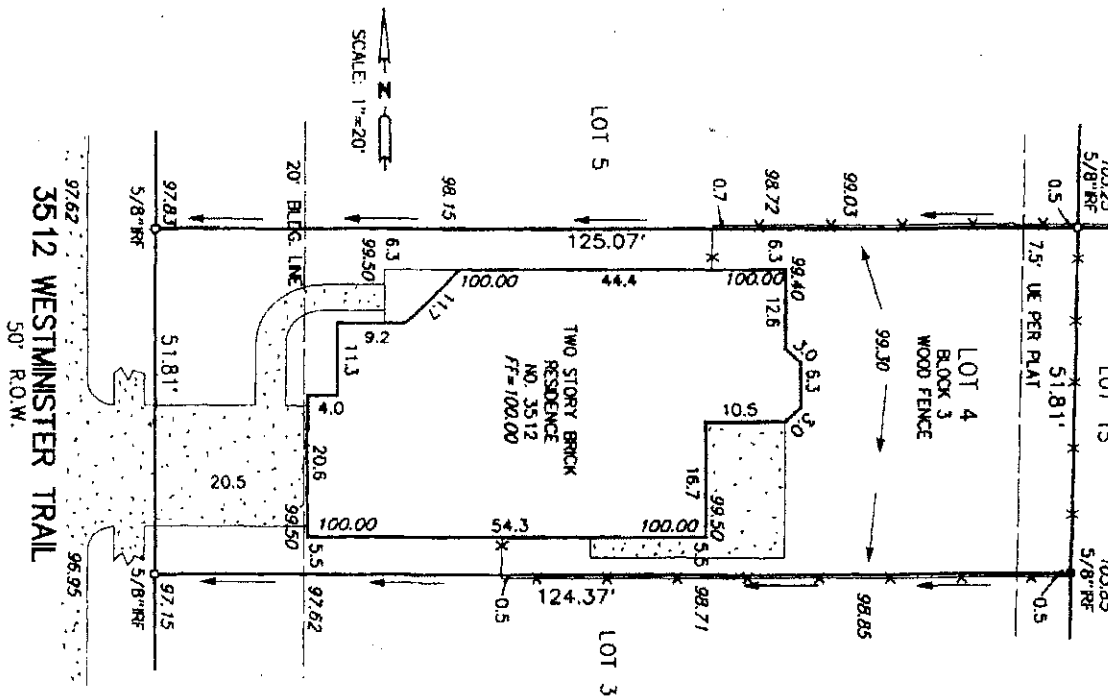 5/8"IRF
LOT 15
5/8"IRF
0.5
51.81'
0.5
7.5' UE PER PLAT
LOT 4
BLOCK 3
WOOD FENCE
99.30
99.03
98.85
98.72
98.71
0.7
99.40
6.3
12.6
3.0
6.3
3.0
10.5
16.7
99.50
5.5
100.00
100.00
44.4
54.3
125.07'
124.37'
0.5
LOT 5
LOT 3
TWO STORY BRICK
RESIDENCE
NO. 3512
FF=100.00
98.15
100.00
11.7
6.3
99.50
9.2
11.3
4.0
20.6
100.00
99.50
5.5
20' BLDG. LINE
97.62
20.5
97.83
5/8"IRF
51.81'
97.15
5/8"IRF
97.62
96.95
3512 WESTMINISTER TRAIL
50' R.O.W.
N
SCALE: 1"=20'